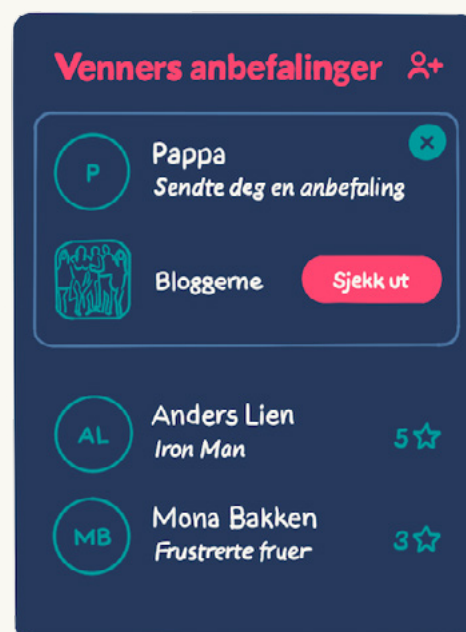 Venners anbefalinger
P
Pappa
Sendte deg en anbefaling
Bloggerne
Sjekk ut
AL
Anders Lien
Iron Man
5
MB
Mona Bakken
Frustrerte fruer
3